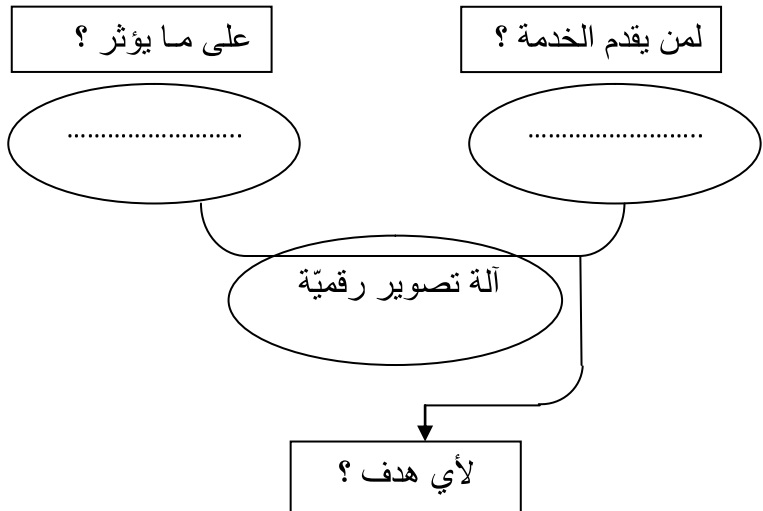 لمن يقدم الخدمة ؟
على مـا يؤثر ؟
..........................
..........................
آلة تصوير رقميّة
لأي هدف ؟